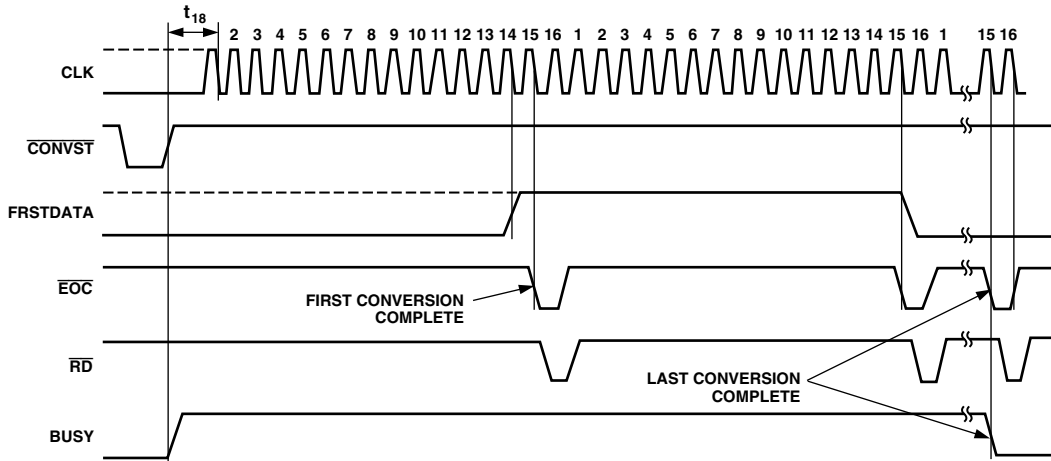 t18
2 3 4 5 6 7 8 9 10 11 12 13 14 15 16 1 2 3 4 5 6 7 8 9 10 11 12 13 14 15 16 1 15 16
CLK
CONVST
FRSTDATA
EOC
FIRST CONVERSION
COMPLETE
RD
LAST CONVERSION
COMPLETE
BUSY